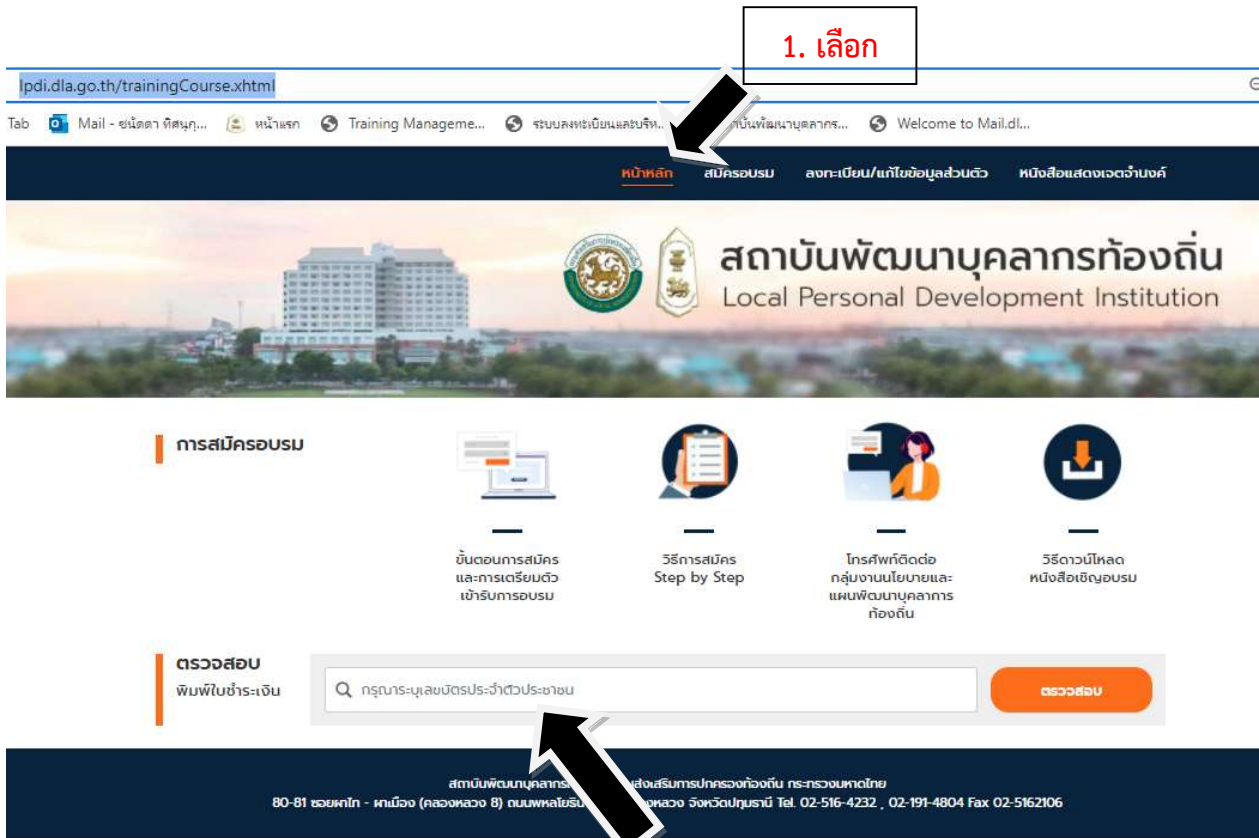 1. เลือก
lpdi.dla.go.th/trainingCourse.xhtml
Tab Mail - ชนัดดา ทิศนุกู... หน้าแรก Training Manageme... ระบบลงทะเบียนและบริห... บันพัฒนาบุคลากร... Welcome to Mail.dl...
หน้าหลัก สมัครอบรม ลงทะเบียน/แก้ไขข้อมูลส่วนตัว หนังสือแสดงเจตจำนงค์
สถาบันพัฒนาบุคลากรท้องถิ่น
Local Personal Development Institution
การสมัครอบรม
ขั้นตอนการสมัคร
และการเตรียมตัว
เข้ารับการอบรม
วิธีการสมัคร
Step by Step
โทรศัพท์ติดต่อ
กลุ่มงานนโยบายและ
แผนพัฒนาบุคลาการ
ท้องถิ่น
วิธีดาวน์โหลด
หนังสือเชิญอบรม
ตรวจสอบ
พิมพ์ใบชำระเงิน
กรุณาระบุเลขบัตรประจำตัวประชาชน
ตรวจสอบ
สถาบันพัฒนาบุคลากร ส่งเสริมการปกครองท้องถิ่น กระทรวงมหาดไทย
80-81 ซอยผาไท - ผาเมือง (คลองหลวง 8) ถนนพหลโยธิน งหลวง จังหวัดปทุมธานี Tel. 02-516-4232 , 02-191-4804 Fax 02-5162106